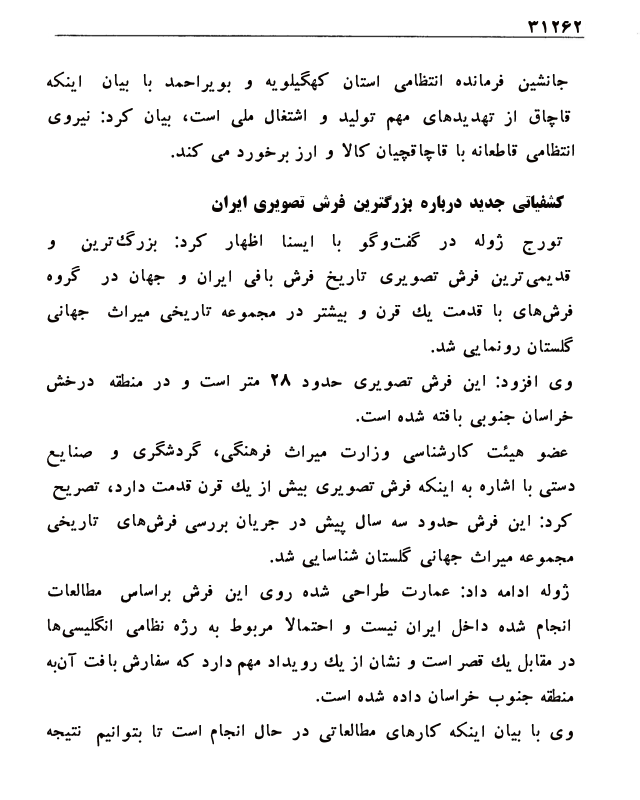 ۳۱۲۶۲
جانشین فرمانده انتظامی استان کهگیلویه و بویراحمد با بیان اینکه
قاچاق از تهدیدهای مهم تولید و اشتغال ملی است، بیان کرد: نیروی
انتظامی قاطعانه با قاچاقچیان کالا و ارز برخورد می کند.
کشفیاتی جدید درباره بزرگترین فرش تصویری ایران
تورج ژوله در گفت‌وگو با ایسنا اظهار کرد: بزرگ‌ترین و
قدیمی‌ترین فرش تصویری تاریخ فرش بافی ایران و جهان در گروه
فرش‌های با قدمت یك قرن و بیشتر در مجموعه تاریخی میراث جهانی
گلستان رونمایی شد.
وی افزود: این فرش تصویری حدود ۲۸ متر است و در منطقه درخش
خراسان جنوبی بافته شده است.
عضو هیئت کارشناسی وزارت میراث فرهنگی، گردشگری و صنایع
دستی با اشاره به اینکه فرش تصویری بیش از یك قرن قدمت دارد، تصریح
کرد: این فرش حدود سه سال پیش در جریان بررسی فرش‌های تاریخی
مجموعه میراث جهانی گلستان شناسایی شد.
ژوله ادامه داد: عمارت طراحی شده روی این فرش براساس مطالعات
انجام شده داخل ایران نیست و احتمالا مربوط به رژه نظامی انگلیسی‌ها
در مقابل یك قصر است و نشان از یك رویداد مهم دارد که سفارش بافت آن‌به
منطقه جنوب خراسان داده شده است.
وی با بیان اینکه کارهای مطالعاتی در حال انجام است تا بتوانیم نتیجه